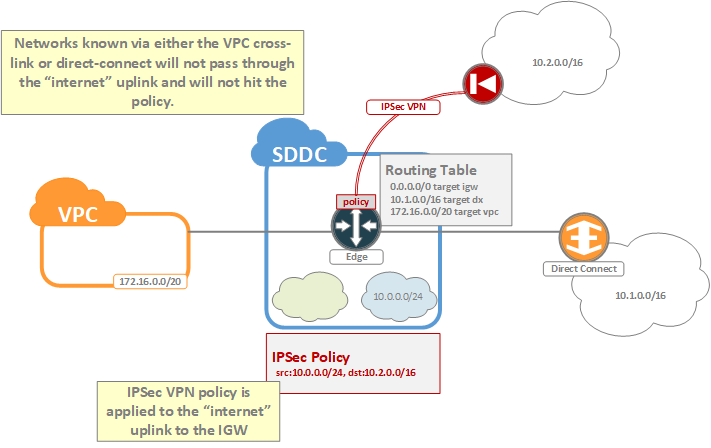 Networks known via either the VPC cross-
link or direct-connect will not pass through
the “internet” uplink and will not hit the
policy.
10.2.0.0/16
IPSec VPN
SDDC
Routing Table
0.0.0.0/0 target igw
10.1.0.0/16 target dx
172.16.0.0/20 target vpc
policy
VPC
Edge
Direct Connect
172.16.0.0/20
10.0.0.0/24
10.1.0.0/16
IPSec Policy
src:10.0.0.0/24, dst:10.2.0.0/16
IPSec VPN policy is
applied to the “internet”
uplink to the IGW